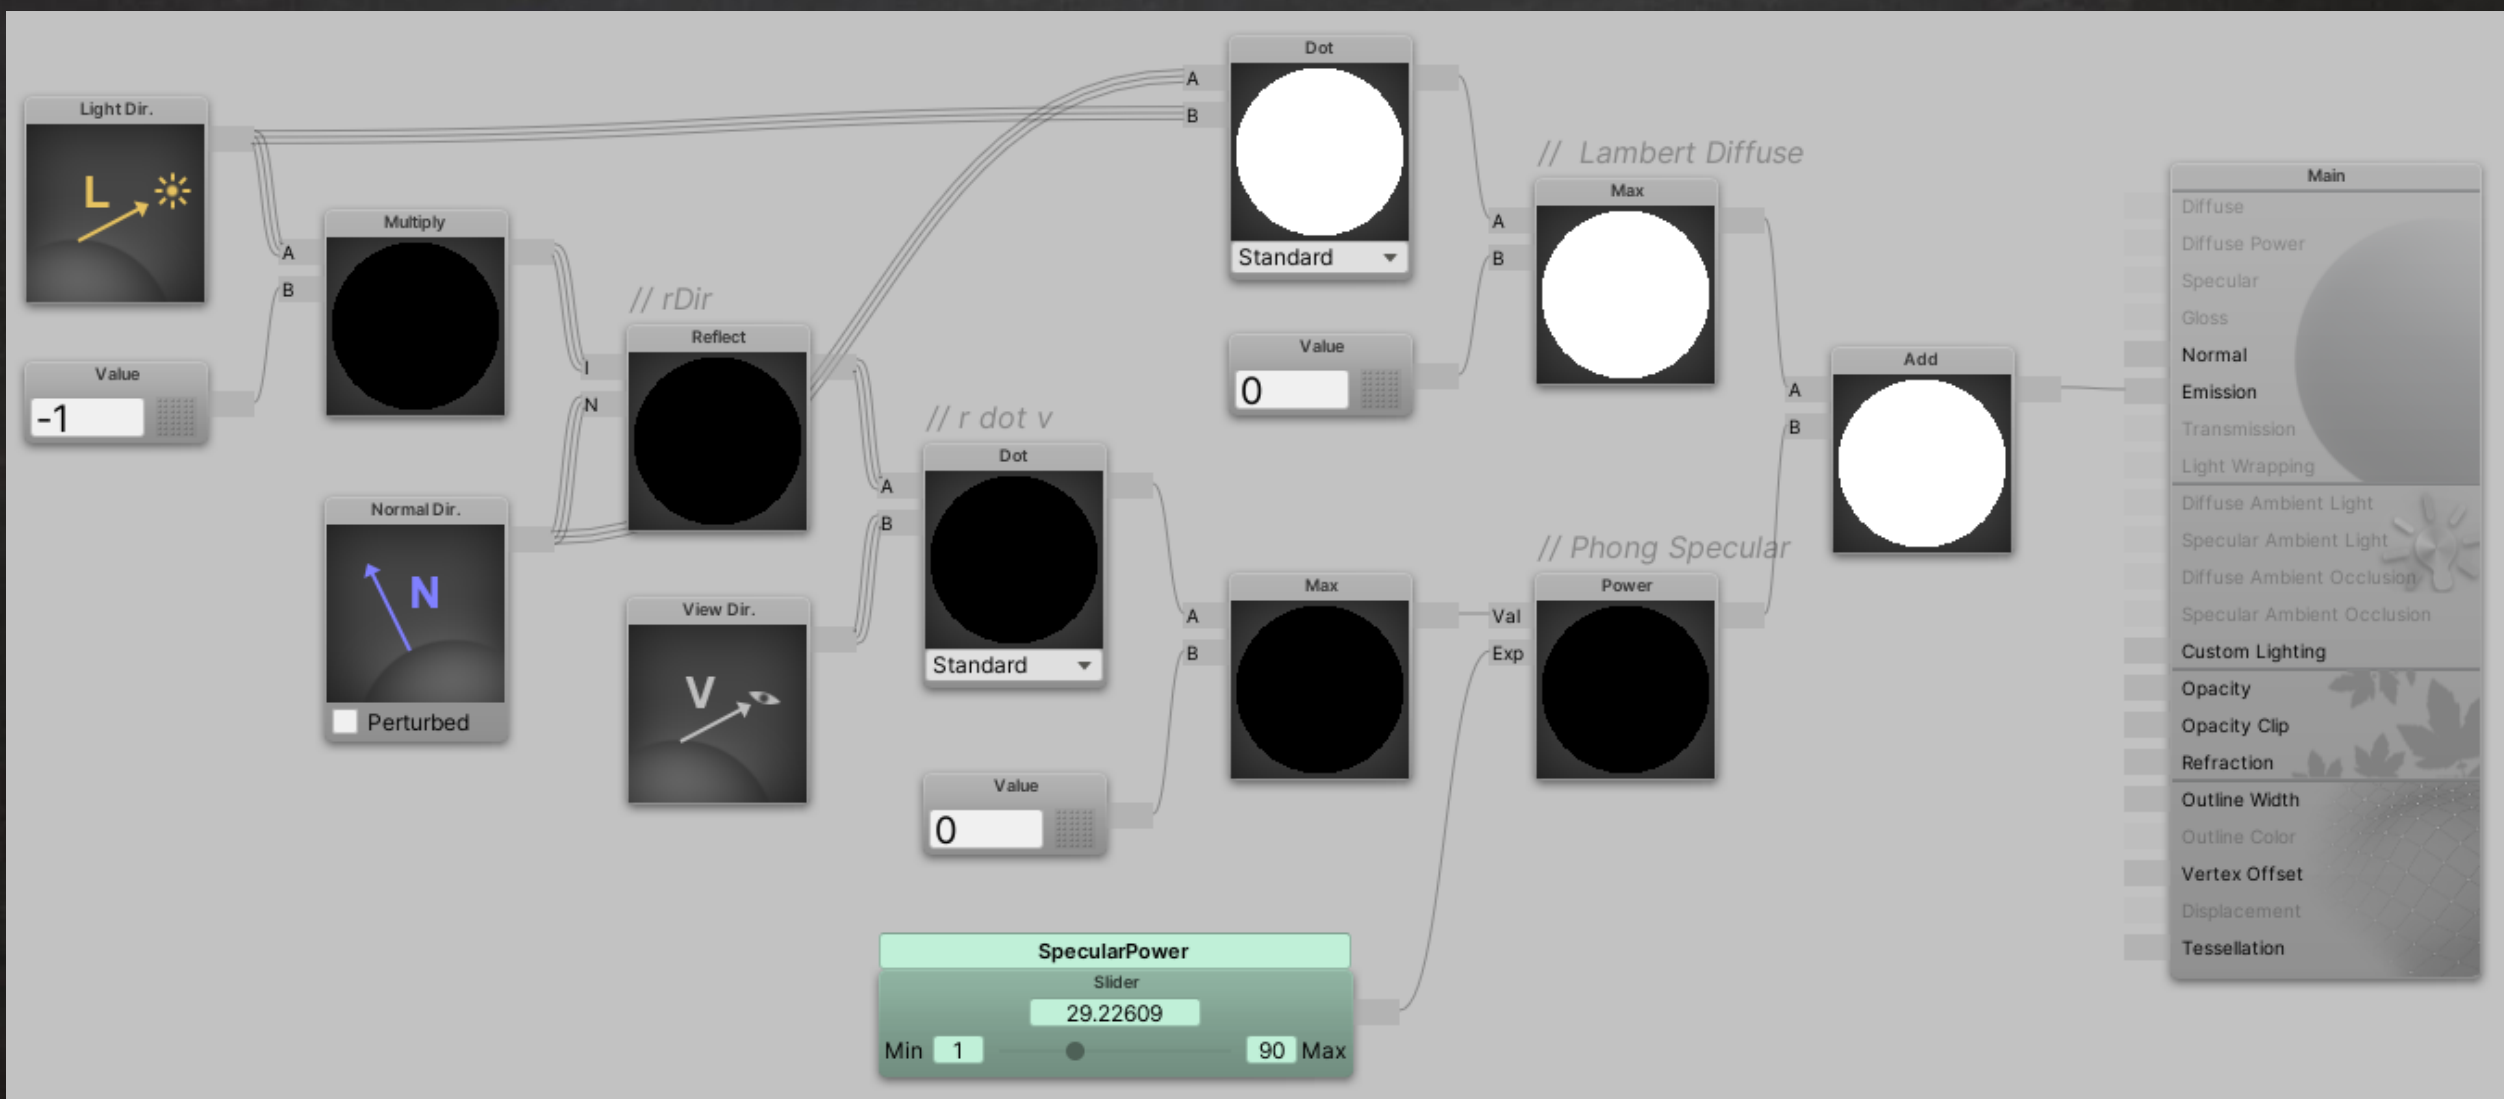 Light Dir.
L
Value
-1
Multiply
A
B
Normal Dir.
N
Perturbed
// rDir
Reflect
I
N
View Dir.
V
// r dot v
Dot
A
B
Standard
Value
0
SpecularPower
Slider
29.22609
Min 1 90 Max
Dot
A
B
Standard
Value
0
Max
A
B
// Lambert Diffuse
Max
A
B
// Phong Specular
Power
Val
Exp
Add
A
B
Main
Diffuse
Diffuse Power
Specular
Gloss
Normal
Emission
Transmission
Light Wrapping
Diffuse Ambient Light
Specular Ambient Light
Diffuse Ambient Occlusion
Specular Ambient Occlusion
Custom Lighting
Opacity
Opacity Clip
Refraction
Outline Width
Outline Color
Vertex Offset
Displacement
Tessellation